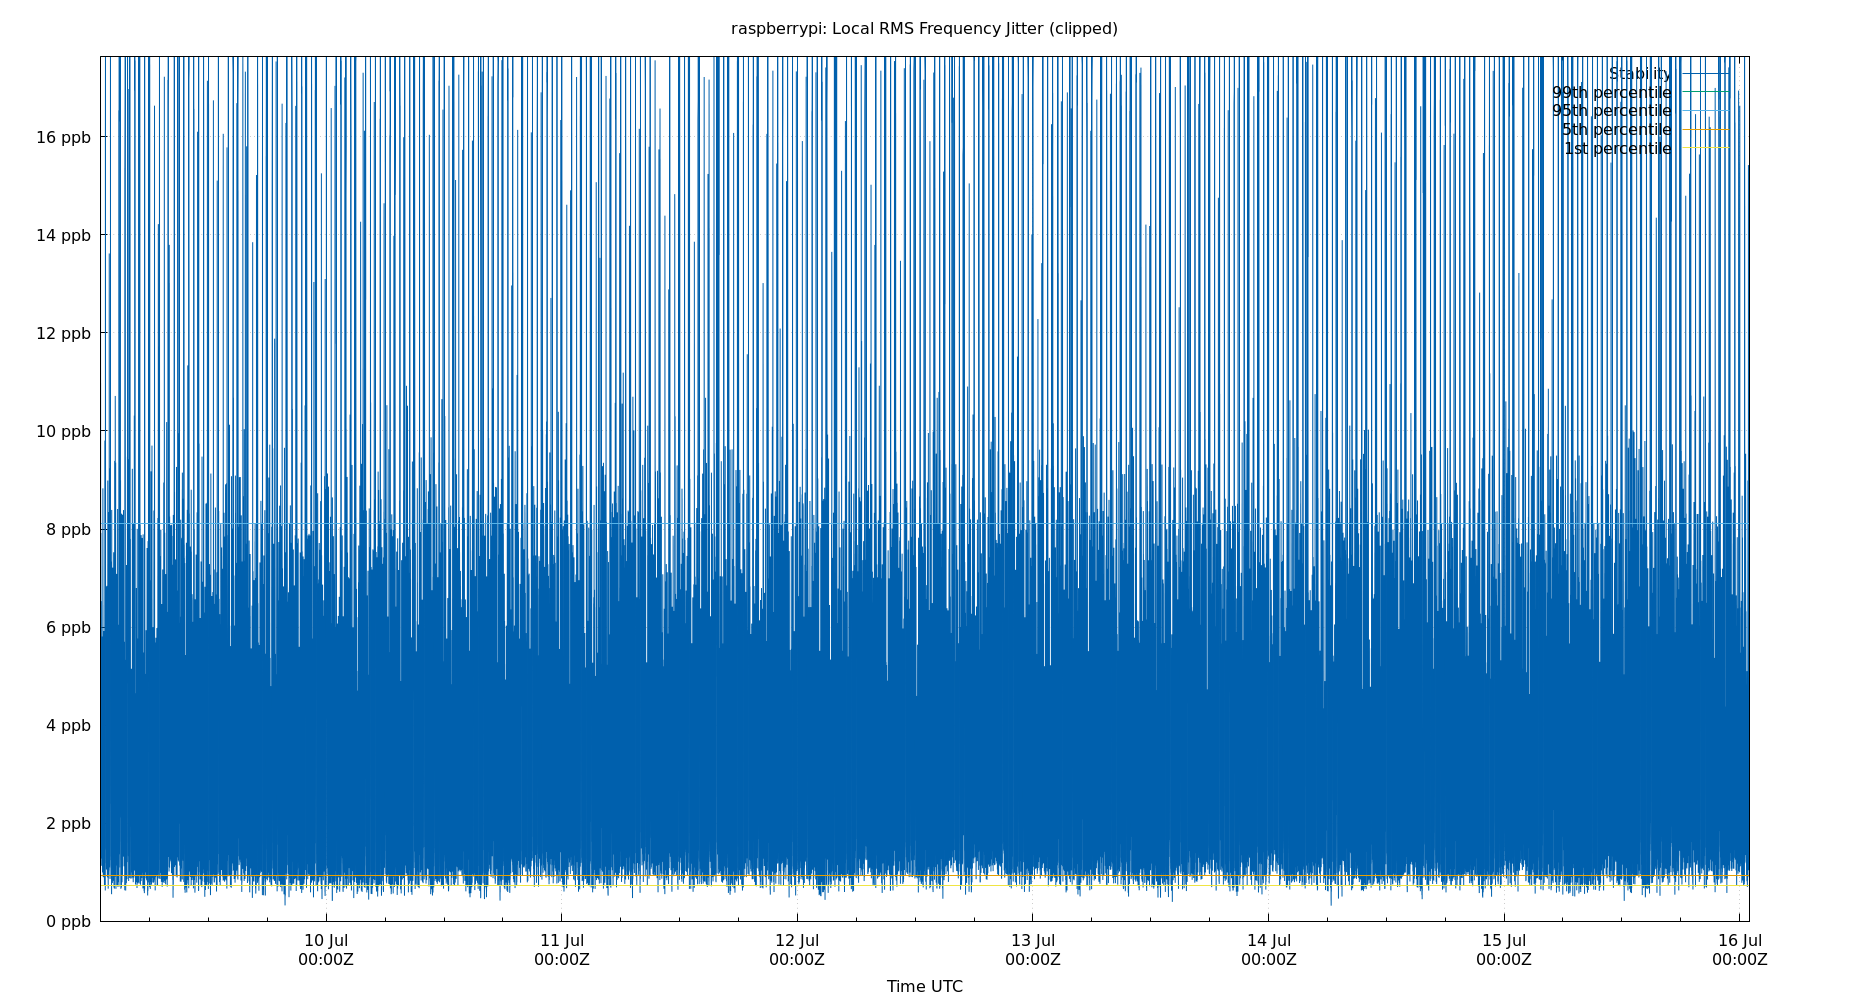 raspberrypi: Local RMS Frequency Jitter (clipped)
Stability
99th percentile
95th percentile
5th percentile
1st percentile
16 ppb
14 ppb
12 ppb
10 ppb
8 ppb
6 ppb
4 ppb
2 ppb
0 ppb
10 Jul 11 Jul 12 Jul 13 Jul 14 Jul 15 Jul 16 Jul
00:00Z 00:00Z 00:00Z 00:00Z 00:00Z 00:00Z 00:00Z
Time UTC